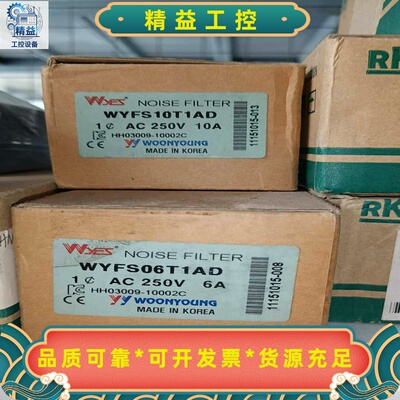 精益
工控设备
精益工控
WYES NOISE FILTER
WYFS10T1AD
1¢ AC 250V 10A
HH03009-10002C
WOONYOUNG
MADE IN KOREA
11151015-013
RK
WYES NOISE FILTER
WYFS06T1AD
1¢ AC 250V 6A
HH03009-10002C
WOONYOUNG
MADE IN KOREA
11151015-008
品质可靠*可开发票*货源充足